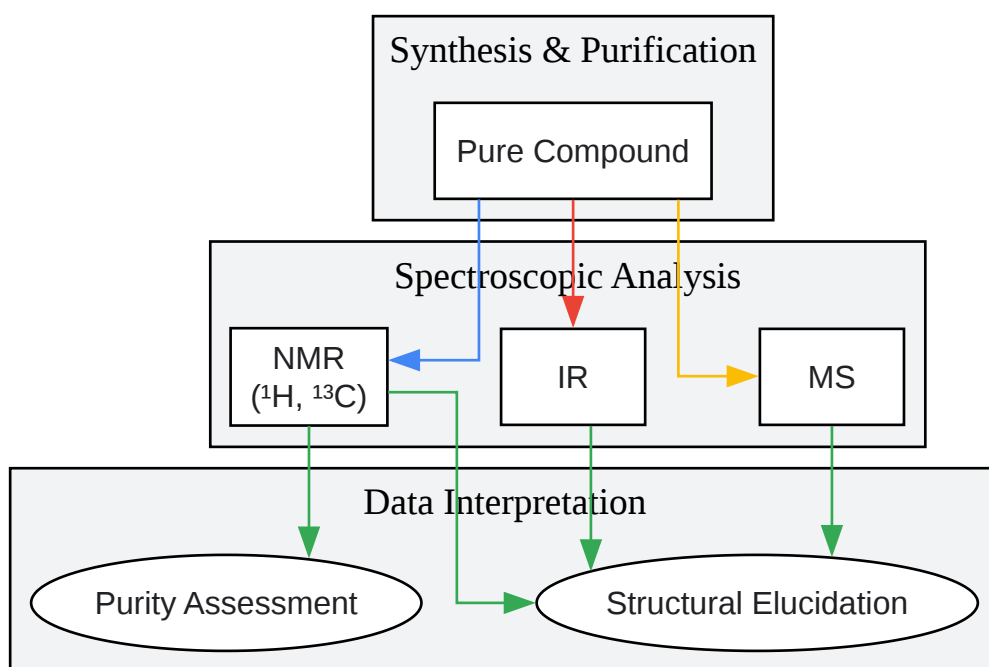 Synthesis & Purification
Pure Compound
Spectroscopic Analysis
NMR
(¹H, ¹³C)
IR
MS
Data Interpretation
Purity Assessment
Structural Elucidation